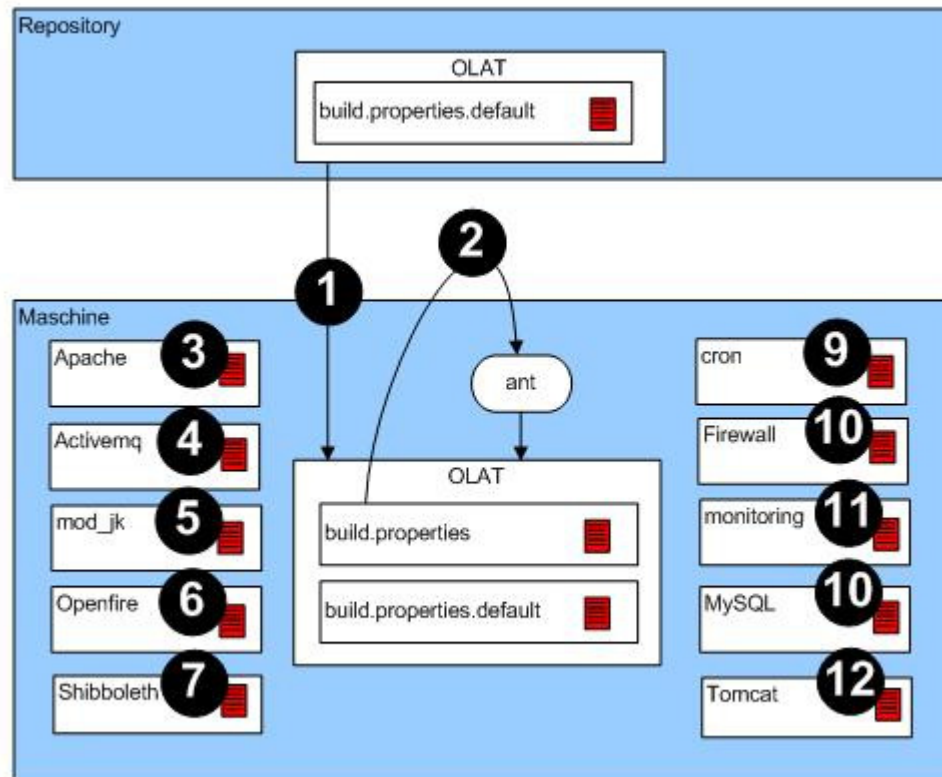 Repository
OLAT
build.properties.default
2
1
Maschine
Apache
3
Activemq
4
mod_jk
5
Openfire
6
Shibboleth
7
ant
OLAT
build.properties
build.properties.default
cron
9
Firewall
10
monitoring
11
MySQL
10
Tomcat
12